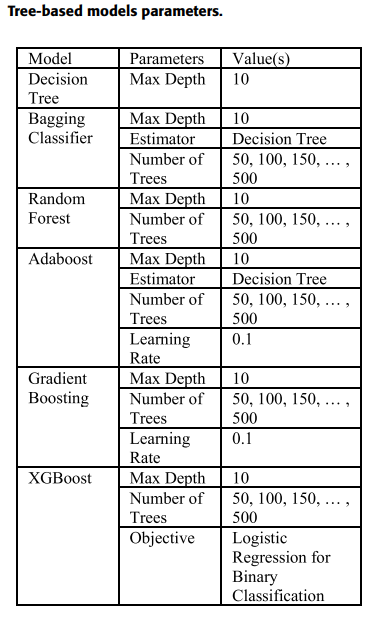 Tree-based models parameters.
Model Parameters Value(s)
Decision Max Depth 10
Tree
Bagging Max Depth 10
Classifier Estimator Decision Tree
Number of 50, 100, 150, ... ,
Trees 500
Random Max Depth 10
Forest Number of 50, 100, 150, ... ,
Trees 500
Adaboost Max Depth 10
Estimator Decision Tree
Number of 50, 100, 150, ... ,
Trees 500
Learning 0.1
Rate
Gradient Max Depth 10
Boosting Number of 50, 100, 150, ... ,
Trees 500
Learning 0.1
Rate
XGBoost Max Depth 10
Number of 50, 100, 150, ... ,
Trees 500
Objective Logistic
Regression for
Binary
Classification